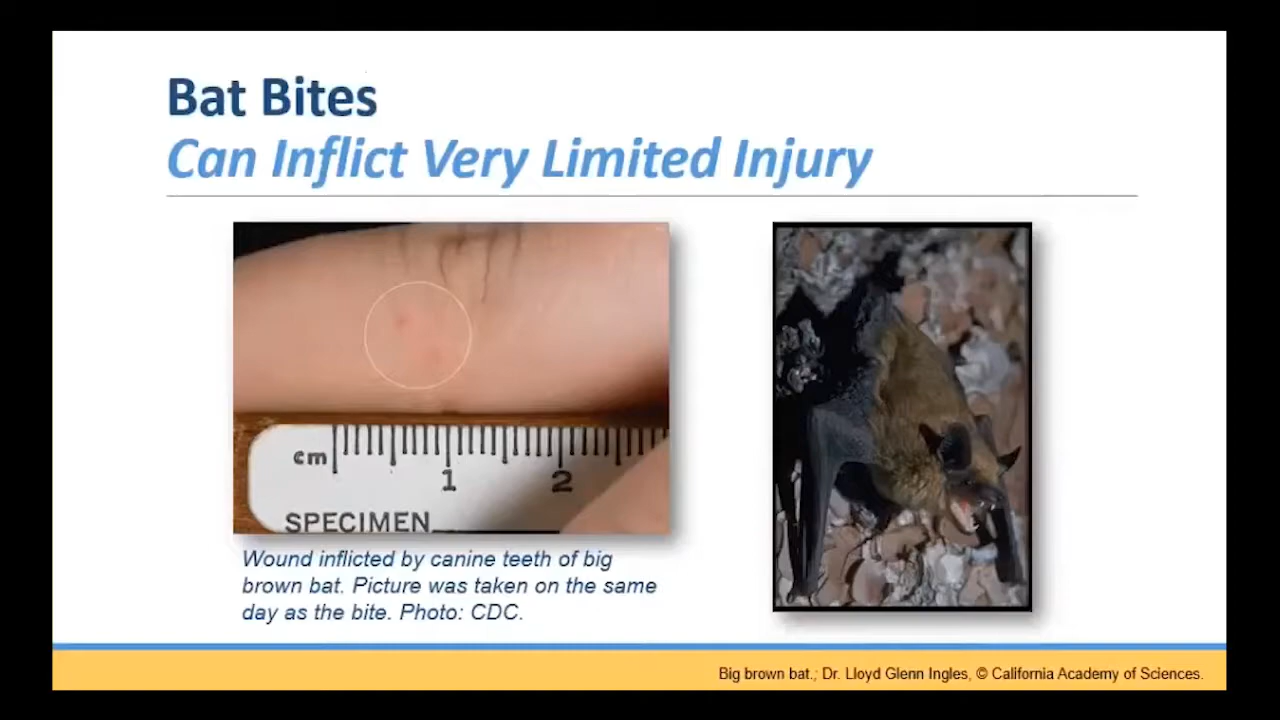 Bat Bites
Can Inflict Very Limited Injury
cm
1
2
SPECIMEN
Wound inflicted by canine teeth of big
brown bat. Picture was taken on the same
day as the bite. Photo: CDC.
Big brown bat.; Dr. Lloyd Glenn Ingles, © California Academy of Sciences.